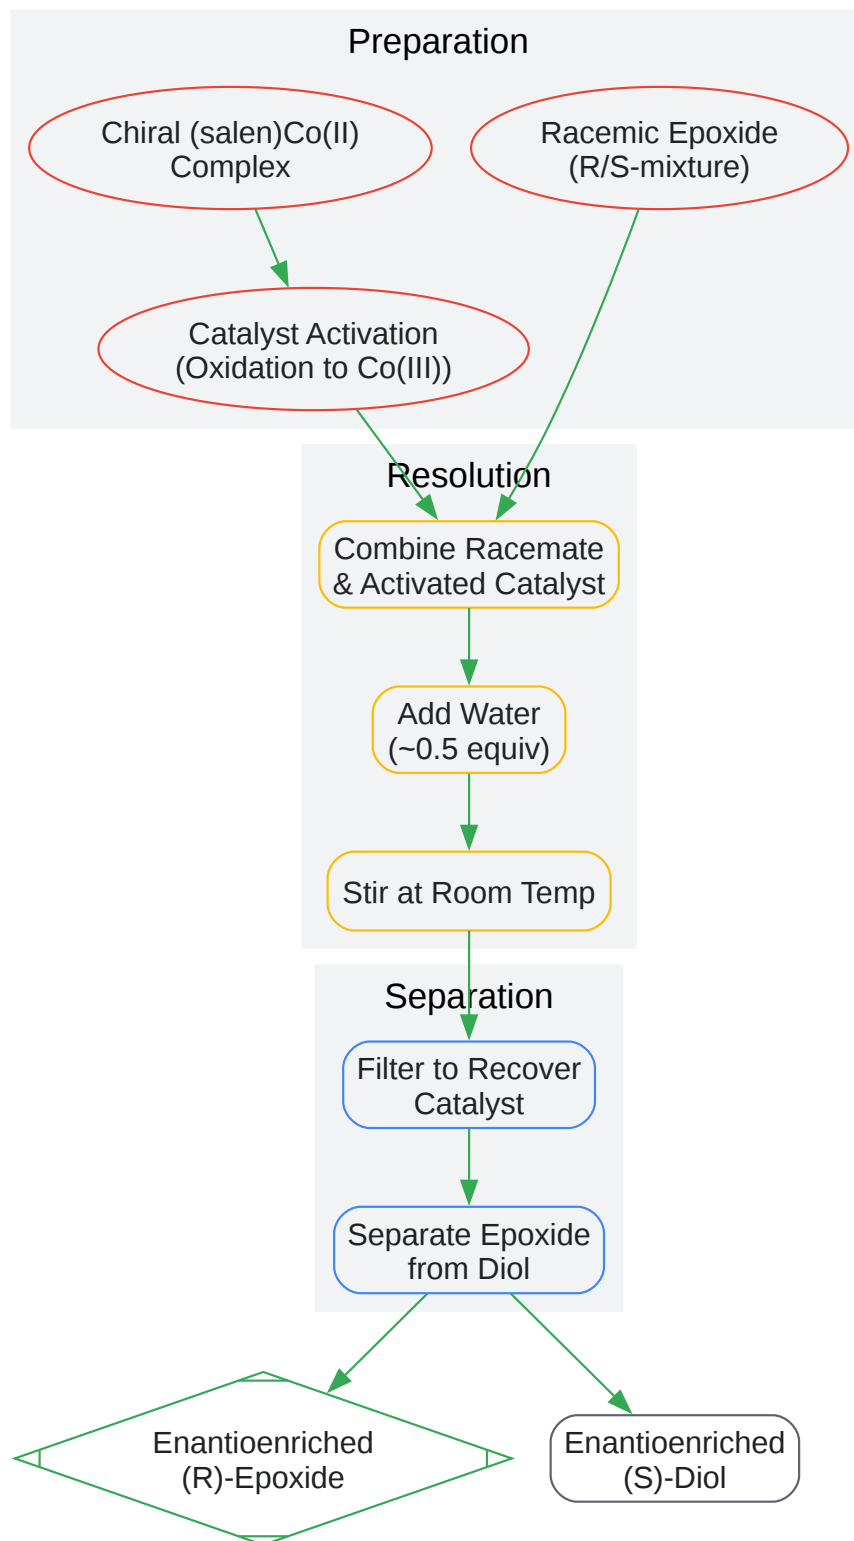 Preparation
Chiral (salen)Co(II)
Complex
Racemic Epoxide
(R/S-mixture)
Catalyst Activation
(Oxidation to Co(III))
Resolution
Combine Racemate
& Activated Catalyst
Add Water
(~0.5 equiv)
Stir at Room Temp
Separation
Filter to Recover
Catalyst
Separate Epoxide
from Diol
Enantioenriched
(R)-Epoxide
Enantioenriched
(S)-Diol